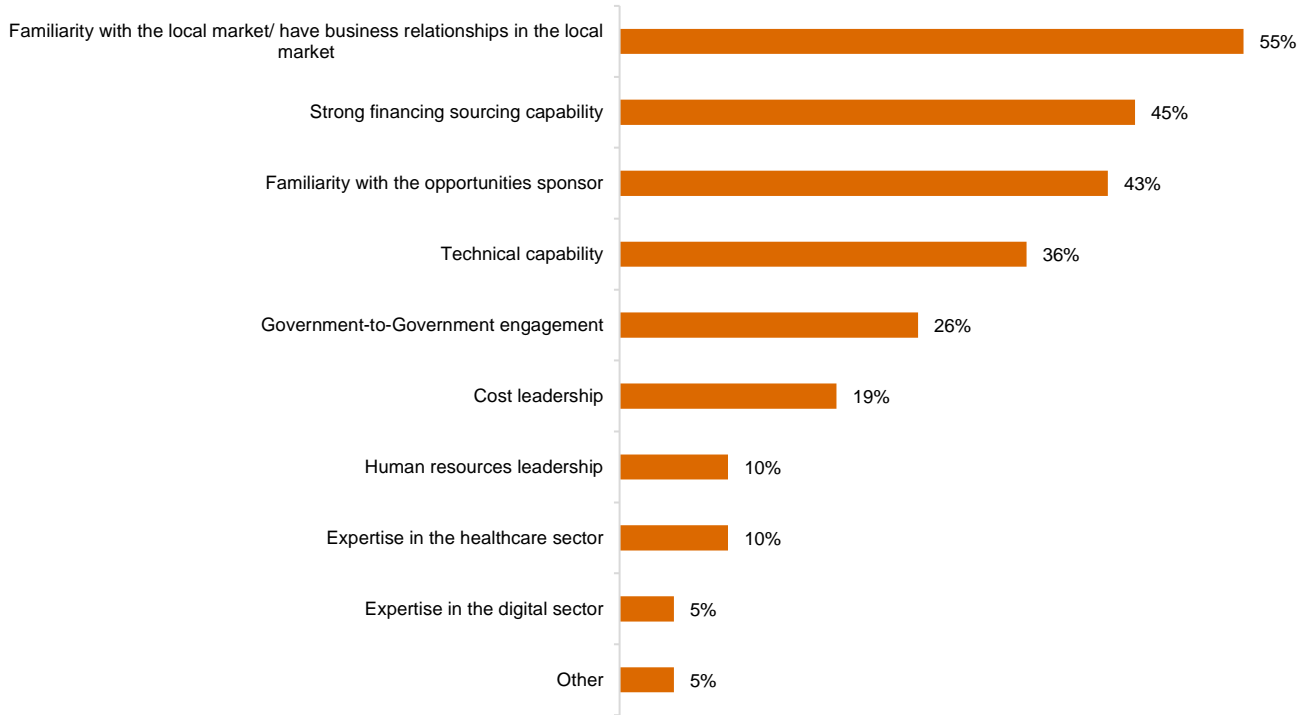 Familiarity with the local market/ have business relationships in the local
market
55%
Strong financing sourcing capability
45%
Familiarity with the opportunities sponsor
43%
Technical capability
36%
Government-to-Government engagement
26%
Cost leadership
19%
Human resources leadership
10%
Expertise in the healthcare sector
10%
Expertise in the digital sector
5%
Other
5%